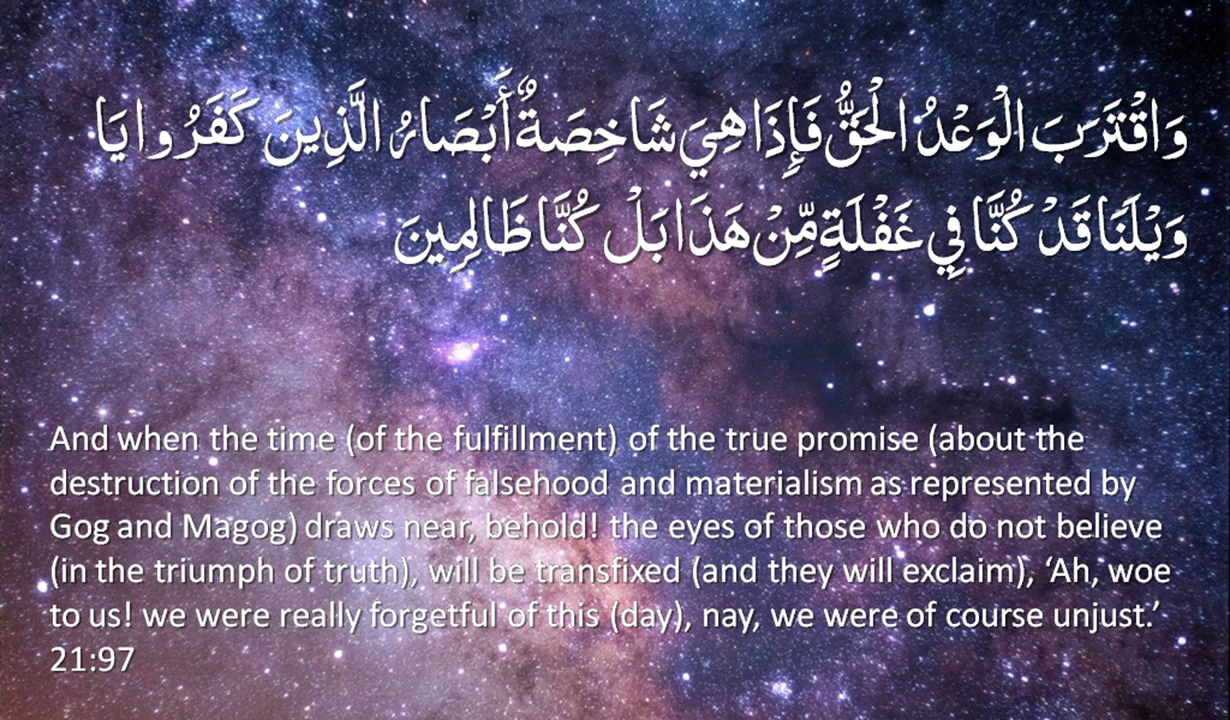 وَاقْتَرَبَ الْوَعْدُ الْحَقُّ فَإِذَا هِيَ شَاخِصَةٌ أَبْصَارُ الَّذِينَ كَفَرُوا يَا
وَيْلَنَا قَدْ كُنَّا فِي غَفْلَةٍ مِّنْ هَذَا بَلْ كُنَّا ظَالِمِينَ
And when the time (of the fulfillment) of the true promise (about the
destruction of the forces of falsehood and materialism as represented by
Gog and Magog) draws near, behold! the eyes of those who do not believe
(in the triumph of truth), will be transfixed (and they will exclaim), ‘Ah, woe
to us! we were really forgetful of this (day), nay, we were of course unjust.’
21:97